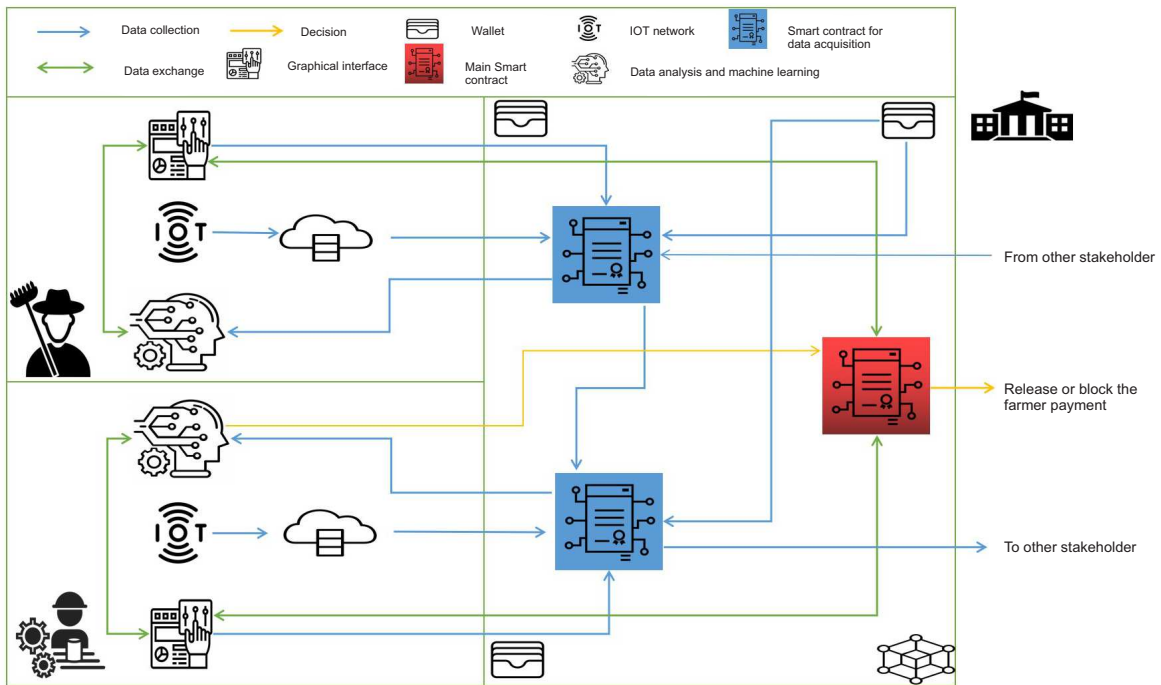 Data collection
Decision
Wallet
IOT network
Smart contract for
data acquisition
Data exchange
Graphical interface
Main Smart
contract
Data analysis and machine learning
IOT
From other stakeholder
Release or block the
farmer payment
IOT
To other stakeholder